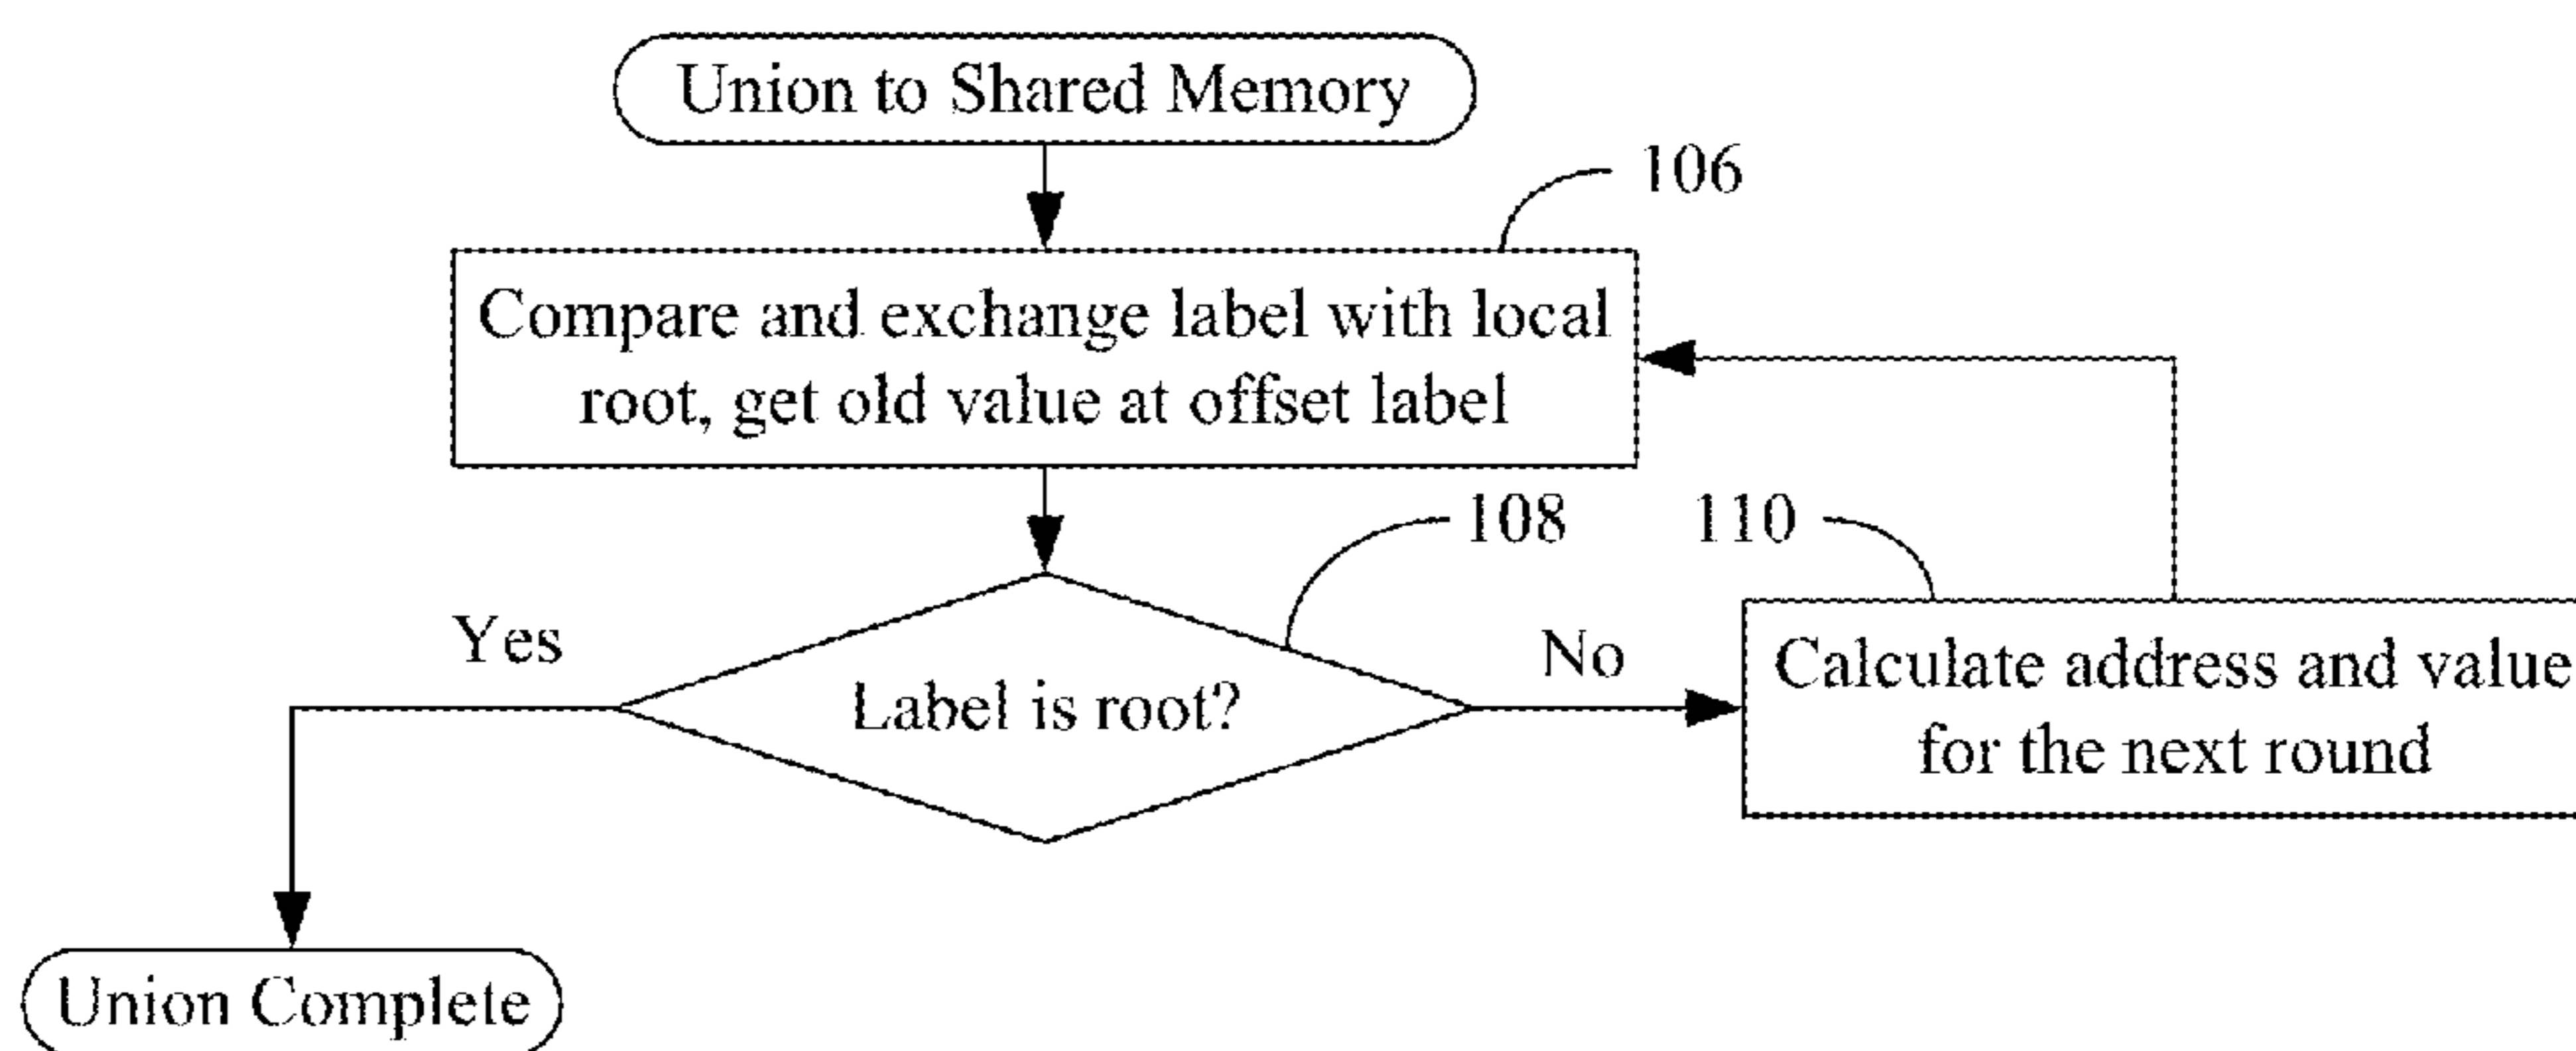 Union to Shared Memory
106
Compare and exchange label with local
root, get old value at offset label
108
110
Yes
No
Label is root?
Calculate address and value
for the next round
Union Complete